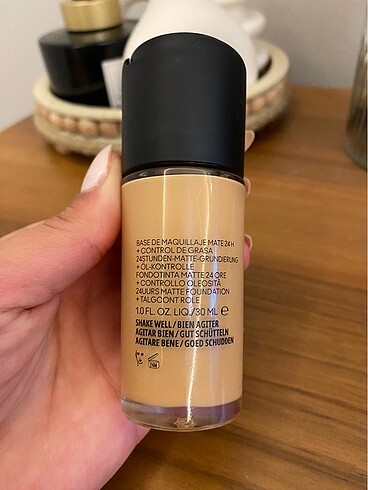 BASE DE MAQUILLAJE MATE 24 H
+ CONTROL DE GRASA
24STUNDEN-MATTE-GRUNDIERUNG
+ ÖL-KONTROLLE
FONDOTINTA MATTE 24 ORE
+ CONTROLLO OLEOSITÀ
24UURS MATTE FOUNDATION
+ TALGCONTROLE
1.0 FL. OZ. LIQ./30 ML ℮
SHAKE WELL / BIEN AGITER
AGITAR BIEN / GUT SCHÜTTELN
AGITARE BENE / GOED SCHUDDEN
24M